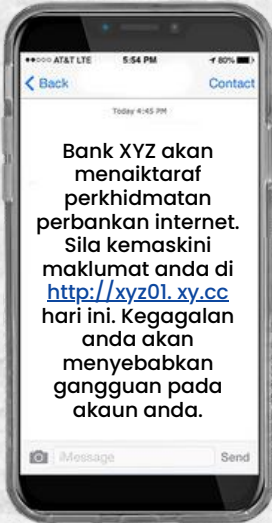 AT&T LTE 5:54 PM 80%
Back Contact
Today 4:45 PM
Bank XYZ akan
menaiktaraf
perkhidmatan
perbankan internet.
Sila kemaskini
maklumat anda di
http://xyz01. xy.cc
hari ini. Kegagalan
anda akan
menyebabkan
gangguan pada
akaun anda.
iMessage Send